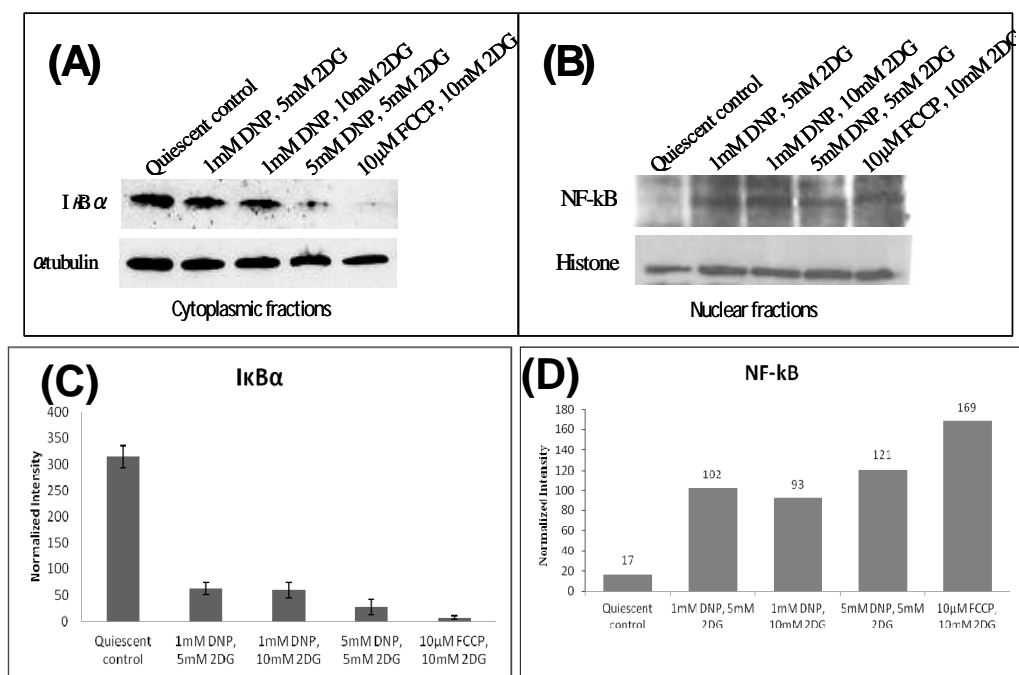 (A)
Quiescent control
1mM DNP, 5mM 2DG
1mM DNP, 10mM 2DG
5mM DNP, 5mM 2DG
10µM FCCP, 10mM 2DG
IκBα
α-tubulin
Cytoplasmic fractions
(B)
Quiescent control
1mM DNP, 5mM 2DG
1mM DNP, 10mM 2DG
5mM DNP, 5mM 2DG
10µM FCCP, 10mM 2DG
NF-kB
Histone
Nuclear fractions
(C)
IκBα
Normalized Intensity
400
350
300
250
200
150
100
50
0
Quiescent control
1mM DNP, 5mM 2DG
1mM DNP, 10mM 2DG
5mM DNP, 5mM 2DG
10µM FCCP, 10mM 2DG
(D)
NF-kB
Normalized Intensity
180
160
140
120
100
80
60
40
20
0
17
102
93
121
169
Quiescent control
1mM DNP, 5mM 2DG
1mM DNP, 10mM 2DG
5mM DNP, 5mM 2DG
10µM FCCP, 10mM 2DG